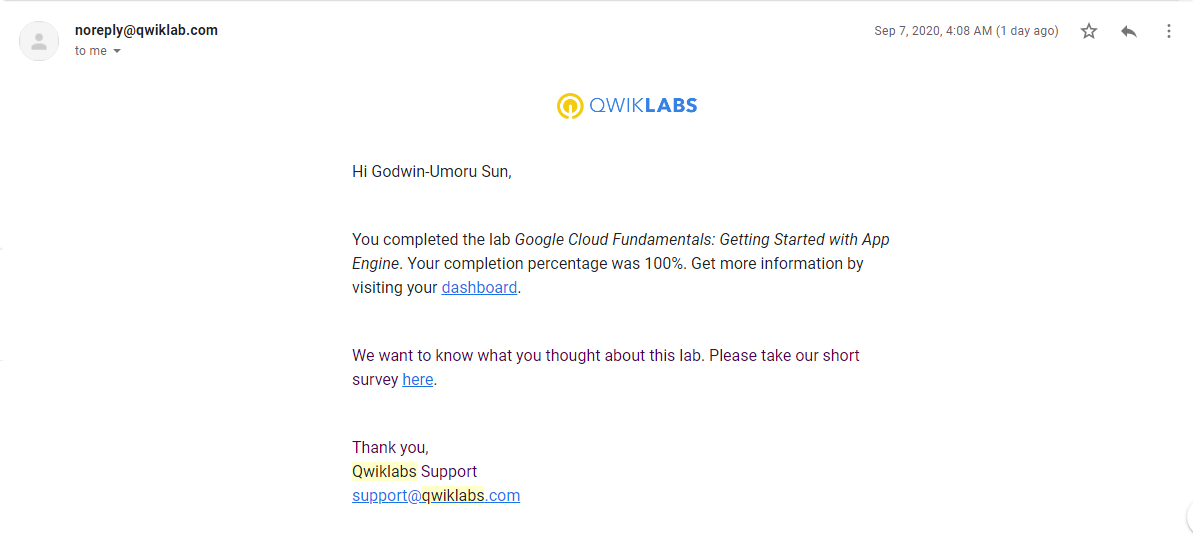 noreply@qwiklab.com
Sep 7, 2020, 4:08 AM (1 day ago)
to me
QWIKLABS
Hi Godwin-Umoru Sun,
You completed the lab Google Cloud Fundamentals: Getting Started with App
Engine. Your completion percentage was 100%. Get more information by
visiting your dashboard.
We want to know what you thought about this lab. Please take our short
survey here.
Thank you,
Qwiklabs Support
support@qwiklabs.com